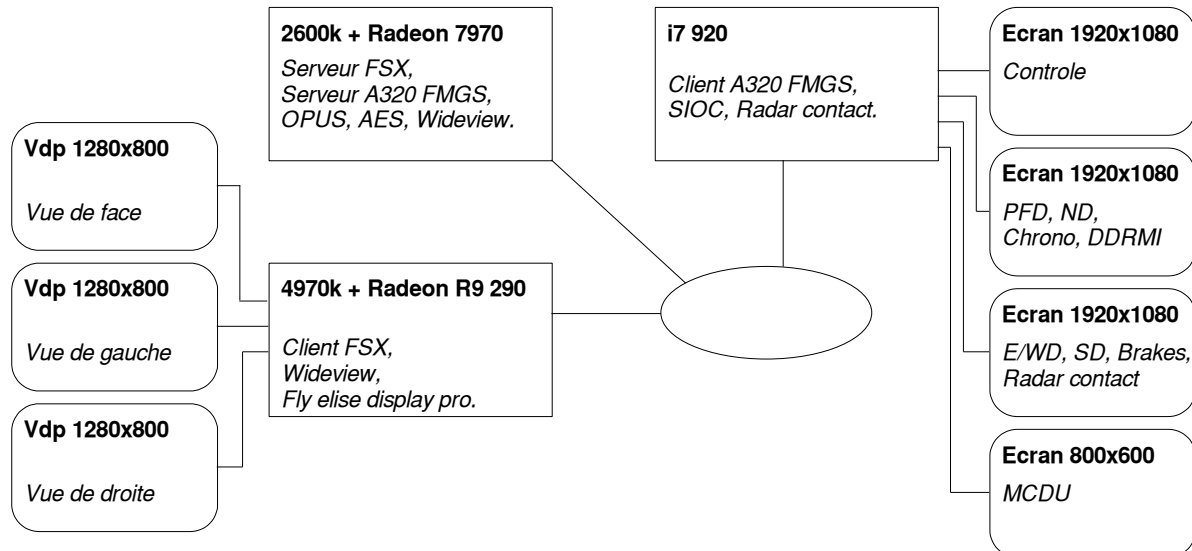 2600k + Radeon 7970
Serveur FSX,
Serveur A320 FMGS,
OPUS, AES, Wideview.
i7 920
Client A320 FMGS,
SIOC, Radar contact.
Ecran 1920x1080
Controle
Vdp 1280x800
Vue de face
Ecran 1920x1080
PFD, ND,
Chrono, DDRMI
Vdp 1280x800
Vue de gauche
4970k + Radeon R9 290
Client FSX,
Wideview,
Fly elise display pro.
Ecran 1920x1080
E/WD, SD, Brakes,
Radar contact
Vdp 1280x800
Vue de droite
Ecran 800x600
MCDU